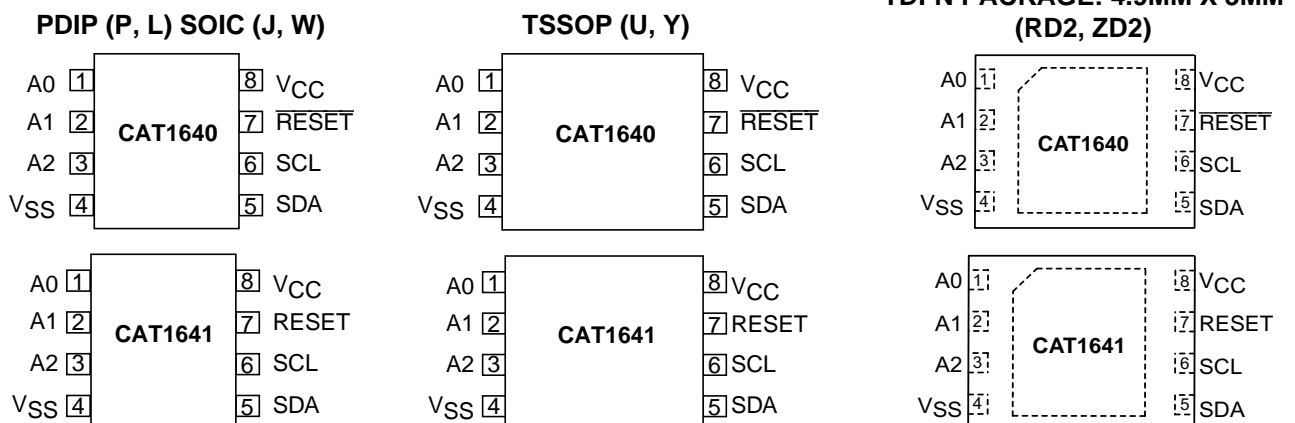 PDIP (P, L) SOIC (J, W)
A0 1 8 VCC
A1 2 CAT1640 7 RESET
A2 3 6 SCL
VSS 4 5 SDA
TSSOP (U, Y)
A0 1 8 VCC
A1 2 CAT1640 7 RESET
A2 3 6 SCL
VSS 4 5 SDA
(RD2, ZD2)
A0 1 8 VCC
A1 2 CAT1640 7 RESET
A2 3 6 SCL
VSS 4 5 SDA
A0 1 8 VCC
A1 2 CAT1641 7 RESET
A2 3 6 SCL
VSS 4 5 SDA
A0 1 8 VCC
A1 2 CAT1641 7 RESET
A2 3 6 SCL
VSS 4 5 SDA
A0 1 8 VCC
A1 2 CAT1641 7 RESET
A2 3 6 SCL
VSS 4 5 SDA